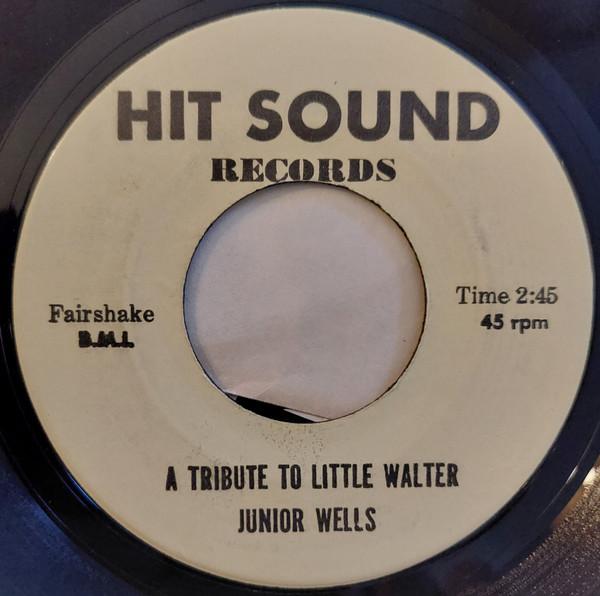 HIT SOUND
RECORDS
Fairshake
B.M.I.
Time 2:45
45 rpm
A TRIBUTE TO LITTLE WALTER
JUNIOR WELLS